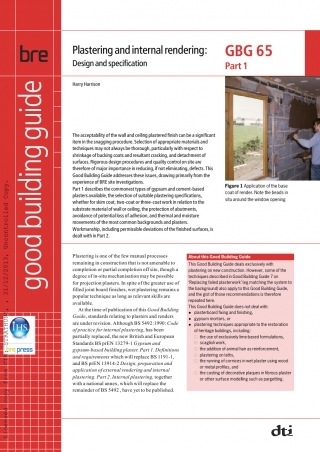 bre
Plastering and internal rendering:
Design and specification
GBG 65
Part 1
good building guide
Harry Harrison
The acceptability of the wall and ceiling plastered finish can be a significant
item in the snagging procedure. Selection of appropriate materials and
techniques may not always be thorough, particularly with respect to
shrinkage of backing coats and resultant cracking, and detachment of
surfaces. Rigorous design procedures and quality control on site are
therefore of major importance in reducing, if not eliminating, defects. This
Good Building Guide addresses these issues, drawing primarily from the
experience of BRE site investigations.
Part 1 describes the commonest types of gypsum and cement-based
plasters available, the selection of suitable plastering specifications,
whether for skim coat, two-coat or three-coat work in relation to the
substrate material of wall or ceiling, the protection of abutments,
avoidance of potential loss of adhesion, and thermal and moisture
movements of the most common backgrounds and plasters.
Workmanship, including permissible deviations of the finished surfaces, is
dealt with in Part 2.
Figure 1 Application of the base
coat of render. Note the beads in
situ around the window opening
Plastering is one of the few manual processes
remaining in construction that is not amenable to
completion or partial completion off site, though a
degree of in-site mechanisation may be possible
for projection plasters. In spite of the greater use of
filled joint board finishes, wet plastering remains a
popular technique so long as relevant skills are
available.
At the time of publication of this Good Building
Guide, standards relating to plasters and renders
are under revision. Although BS 5492:1990: Code
of practice for internal plastering, has been
partially replaced, the new British and European
Standards BS pr EN 13279-1 Gypsum and
gypsum-based building plaster. Part 1. Definitions
and requirements which will replace BS 1191-1,
and BS prEN 13914-2 Design, preparation and
application of external rendering and internal
plastering. Part 2. Internal plastering, together
with a national annex, which will replace the
remainder of BS 5492, have yet to be published.
About this Good Building Guide
This Good Building Guide deals exclusively with
plastering on new construction. However, some of the
techniques described in Good Building Guide 7 on
'Replacing failed plasterwork' (eg matching the system to
the background) also apply to this Good Building Guide,
and the gist of those recommendations is therefore
repeated here.
This Good Building Guide does not deal with:
● plasterboard fixing and finishing,
● gypsum mortars, or
● plastering techniques appropriate to the restoration
of heritage buildings, including:
– the use of exclusively lime-based formulations,
– scagliola work,
– the addition of animal hair as reinforcement,
– plastering on laths,
– the running of cornices in wet plaster using wood
or metal profiles, and
– the casting of decorative plaques in fibrous plaster
or other surface modelling such as pargetting.
IHS
bre press
dti